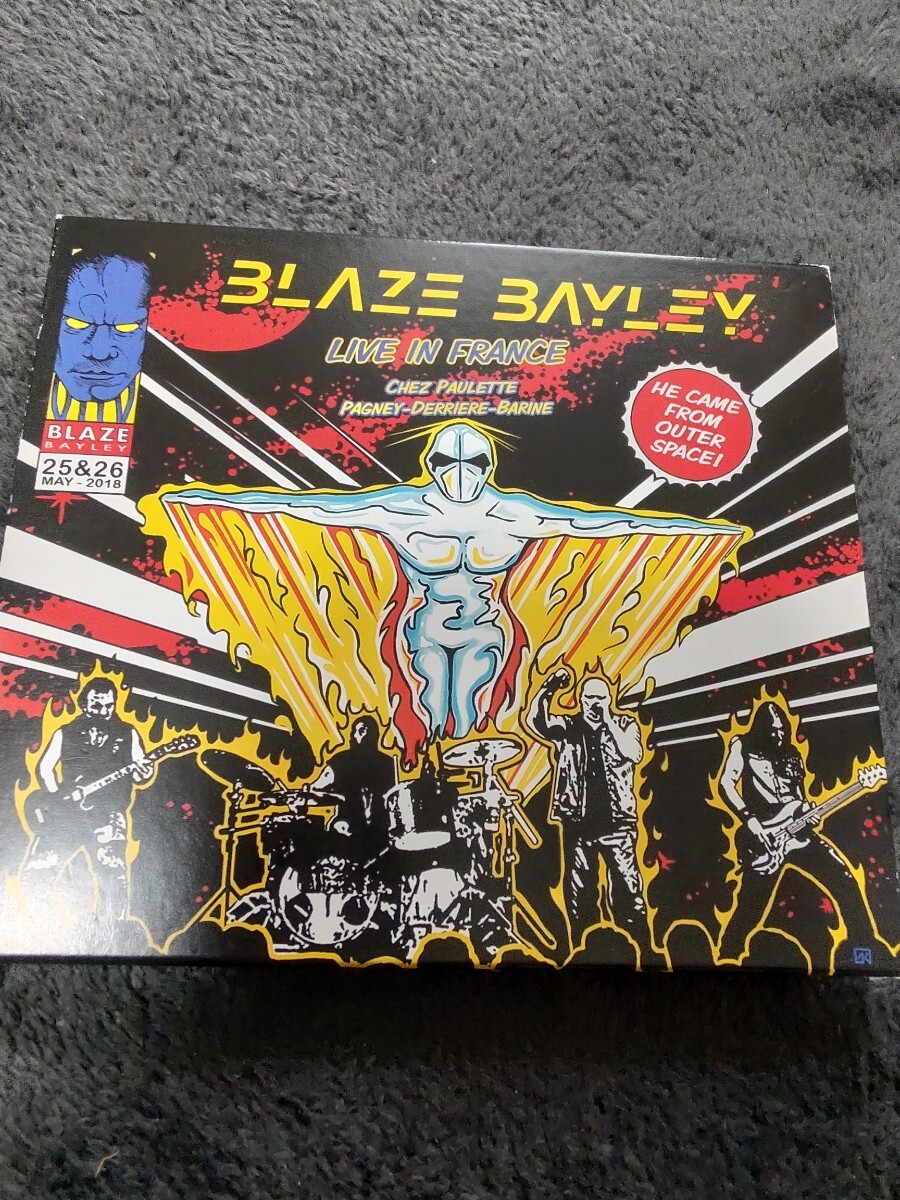 BLAZE BAYLEY
LIVE IN FRANCE
CHEZ PAULETTE
PAGNEY-DERRIERE-BARINE
HE CAME
FROM
OUTER
SPACE!
BLAZE
BAYLEY
25&26
MAY - 2018